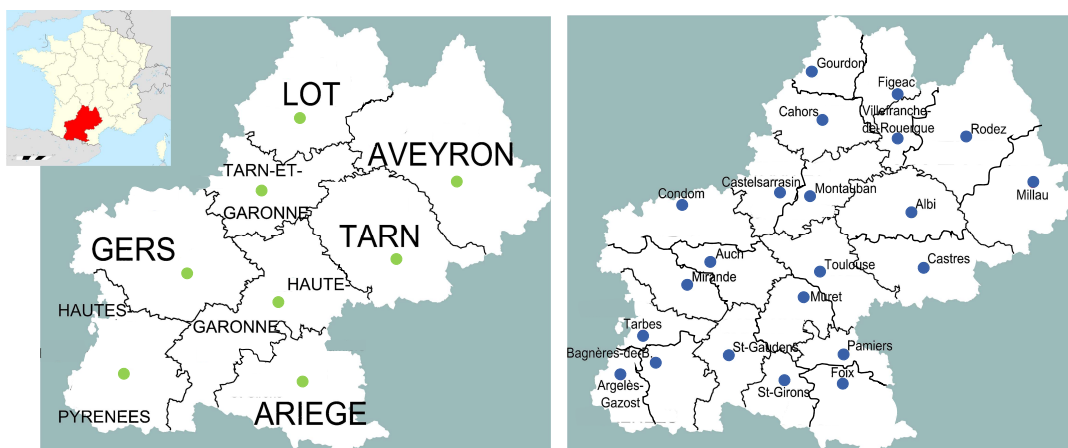 LOT
AVEYRON
TARN-ET-
GARONNE
TARN
GERS
HAUTE-
GARONNE
HAUTES-
PYRENEES
ARIEGE
Gourdon
Figeac
Cahors
Villefranche-
de-Rouergue
Rodez
Castelsarrasin
Montauban
Condom
Millau
Albi
Auch
Toulouse
Castres
Mirande
Muret
Tarbes
St-Gaudens
Pamiers
Bagnères-de-B.
Foix
Argelès-
Gazost
St-Girons